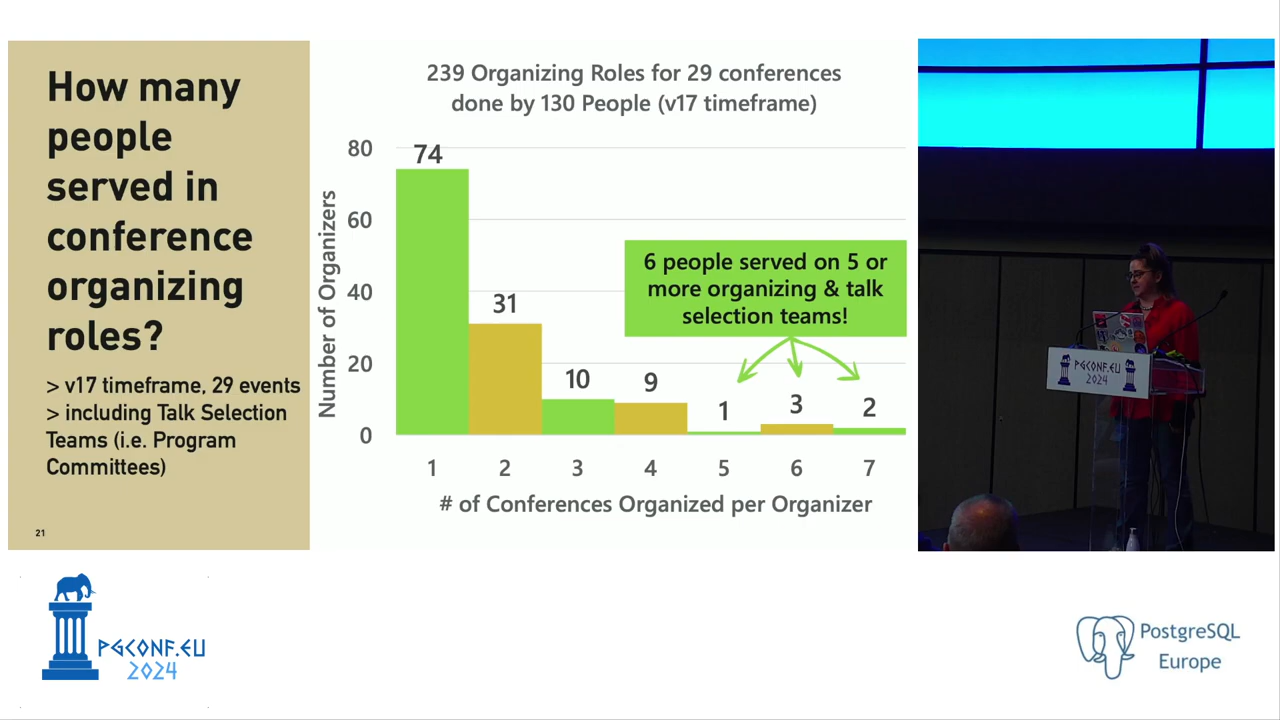 How many
people
served in
conference
organizing
roles?
> v17 timeframe, 29 events
> including Talk Selection
Teams (i.e. Program
Committees)
21
239 Organizing Roles for 29 conferences
done by 130 People (v17 timeframe)
Number of Organizers
80
60
40
20
0
74
31
10
9
1
3
2
6 people served on 5 or
more organizing & talk
selection teams!
1 2 3 4 5 6 7
# of Conferences Organized per Organizer
PGCONF.EU
2024
PGCONF.EU
2024
PostgreSQL
Europe